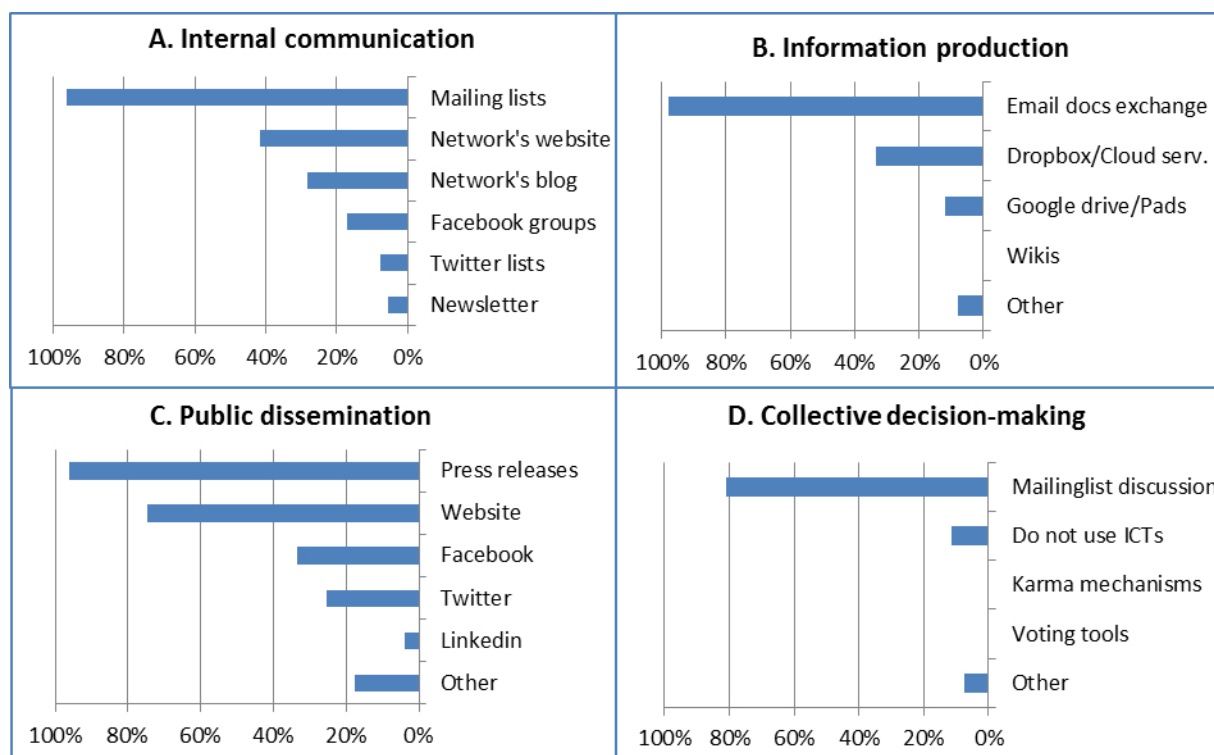 A. Internal communication
Mailing lists
Network's website
Network's blog
Facebook groups
Twitter lists
Newsletter
100% 80% 60% 40% 20% 0%
B. Information production
Email docs exchange
Dropbox/Cloud serv.
Google drive/Pads
Wikis
Other
100% 80% 60% 40% 20% 0%
C. Public dissemination
Press releases
Website
Facebook
Twitter
Linkedin
Other
100% 80% 60% 40% 20% 0%
D. Collective decision-making
Mailinglist discussion
Do not use ICTs
Karma mechanisms
Voting tools
Other
100% 80% 60% 40% 20% 0%